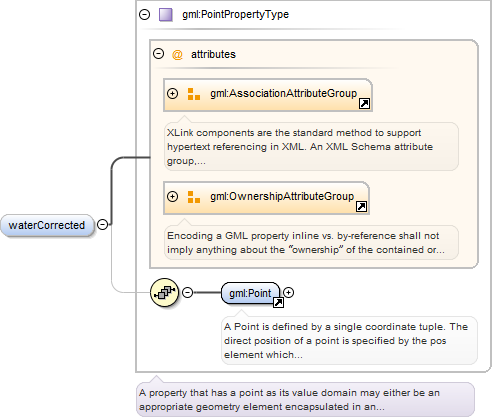 gml:PointPropertyType
@ attributes
gml:AssociationAttributeGroup
XLink components are the standard method to support
hypertext referencing in XML. An XML Schema attribute
group,...
gml:OwnershipAttributeGroup
Encoding a GML property inline vs. by-reference shall not
imply anything about the "ownership" of the contained or...
waterCorrected
gml:Point
A Point is defined by a single coordinate tuple. The
direct position of a point is specified by the pos
element which...
A property that has a point as its value domain may either be an
appropriate geometry element encapsulated in an...